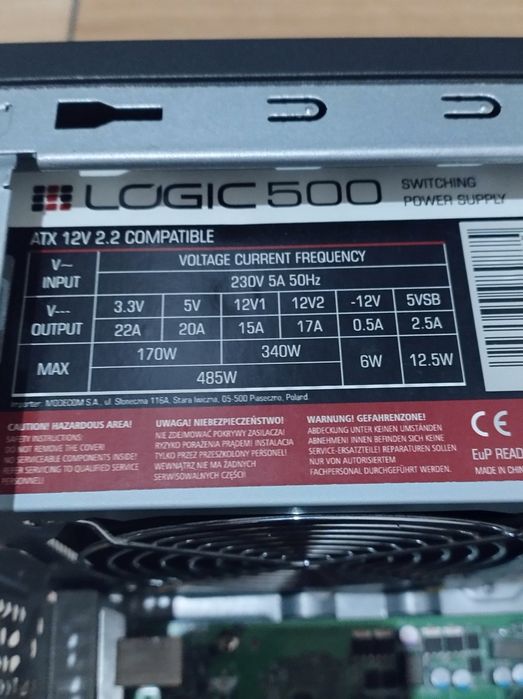 LOGIC 500 SWITCHING POWER SUPPLY
ATX 12V 2.2 COMPATIBLE
V~ INPUT VOLTAGE CURRENT FREQUENCY
230V 5A 50Hz
V--- OUTPUT 3.3V 5V 12V1 12V2 -12V 5VSB
22A 20A 15A 17A 0.5A 2.5A
MAX 170W 340W 6W 12.5W
485W
Importer: MODECOM S.A., ul. Słoneczna 116A, Stara Iwiczna, 05-500 Piaseczno, Poland.
CAUTION! HAZARDOUS AREA!
SAFETY INSTRUCTIONS:
DO NOT REMOVE THE COVER!
NO SERVICEABLE COMPONENTS INSIDE!
REFER SERVICING TO QUALIFIED SERVICE
PERSONNEL!
UWAGA! NIEBEZPIECZEŃSTWO!
NIE ZDEJMOWAĆ POKRYWY ZASILACZA!
RYZYKO PORAŻENIA PRĄDEM! INSTALACJA
TYLKO PRZEZ PRZESZKOLONY PERSONEL!
WEWNĄTRZ NIE MA ŻADNYCH
SERWISOWALNYCH CZĘŚCI!
WARNUNG! GEFAHRENZONE!
ABDECKUNG UNTER KEINEN UMSTÄNDEN
ABNEHMEN! INNEN BEFINDEN SICH KEINE
SERVICE-ERSATZTEILE! REPARATUREN SOLLEN
NUR VON AUTORISIERTEM
FACHPERSONAL DURCHGEFÜHRT WERDEN.
CE
EuP READ
MADE IN CHIN